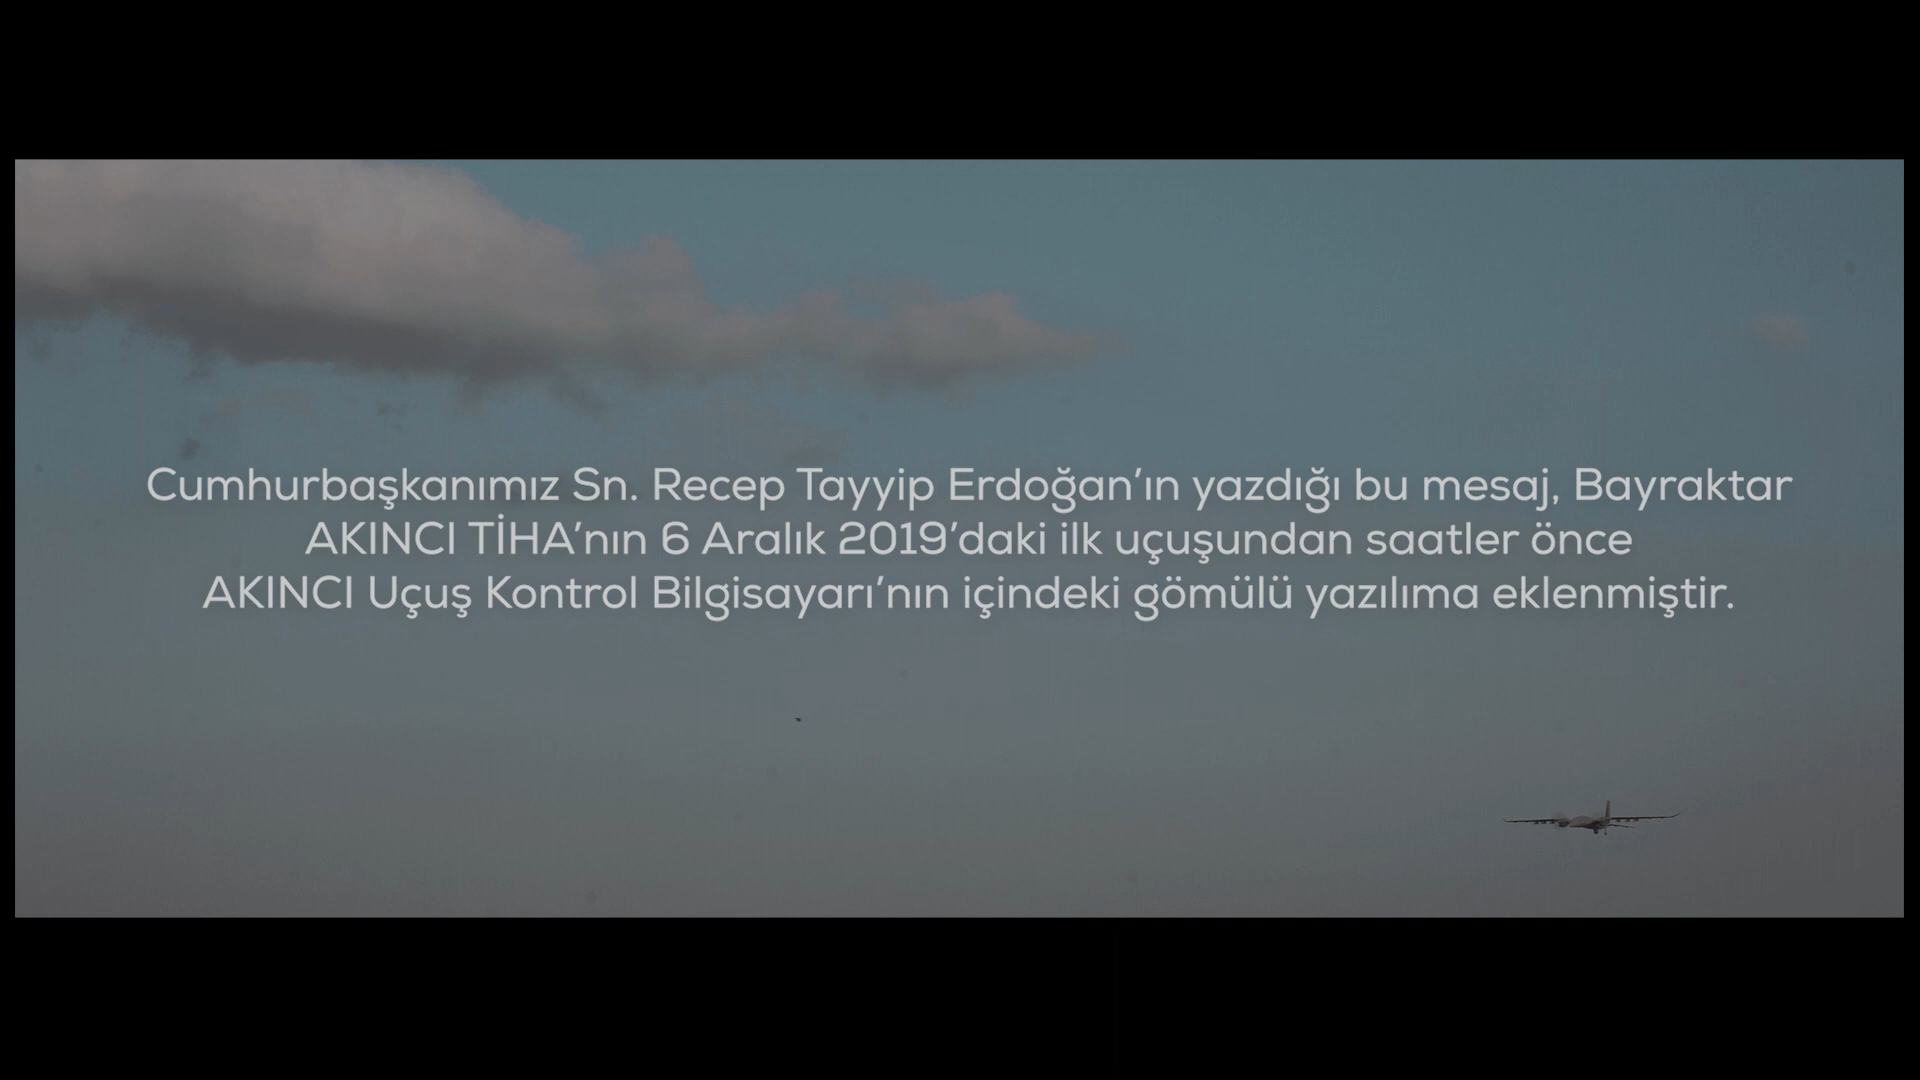 Cumhurbaşkanımız Sn. Recep Tayyip Erdoğan’ın yazdığı bu mesaj, Bayraktar
AKINCI TİHA’nın 6 Aralık 2019’daki ilk uçuşundan saatler önce
AKINCI Uçuş Kontrol Bilgisayarı’nın içindeki gömülü yazılıma eklenmiştir.